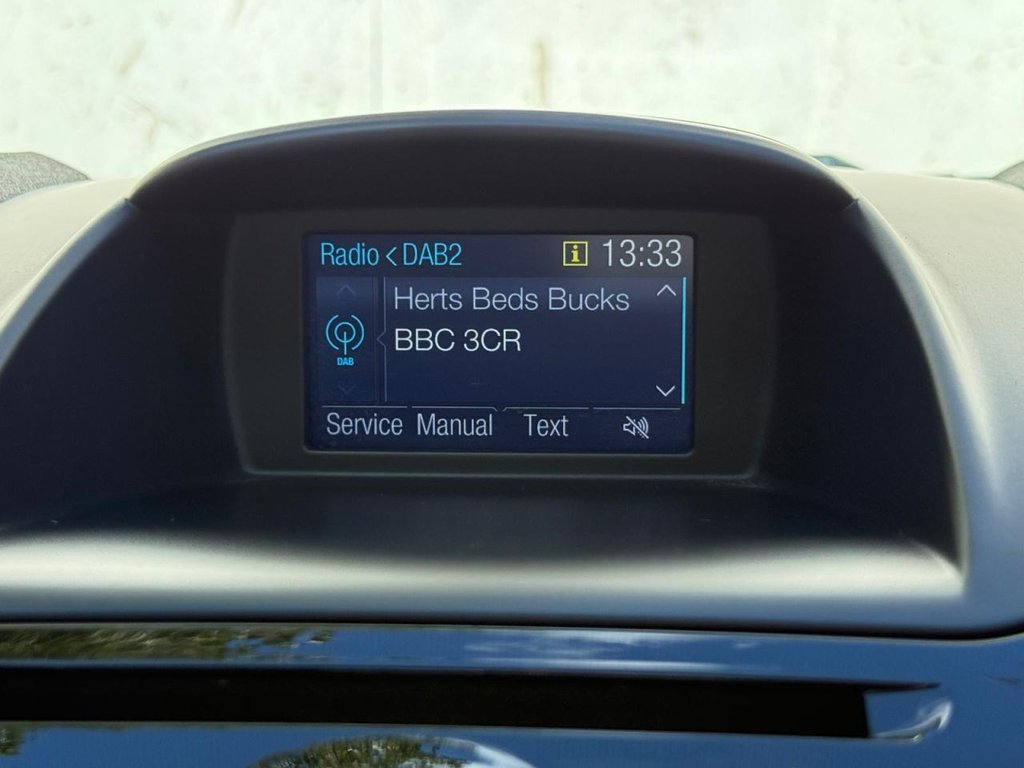 Radio < DAB2 i 13:33
Herts Beds Bucks
DAB
BBC 3CR
Service Manual Text